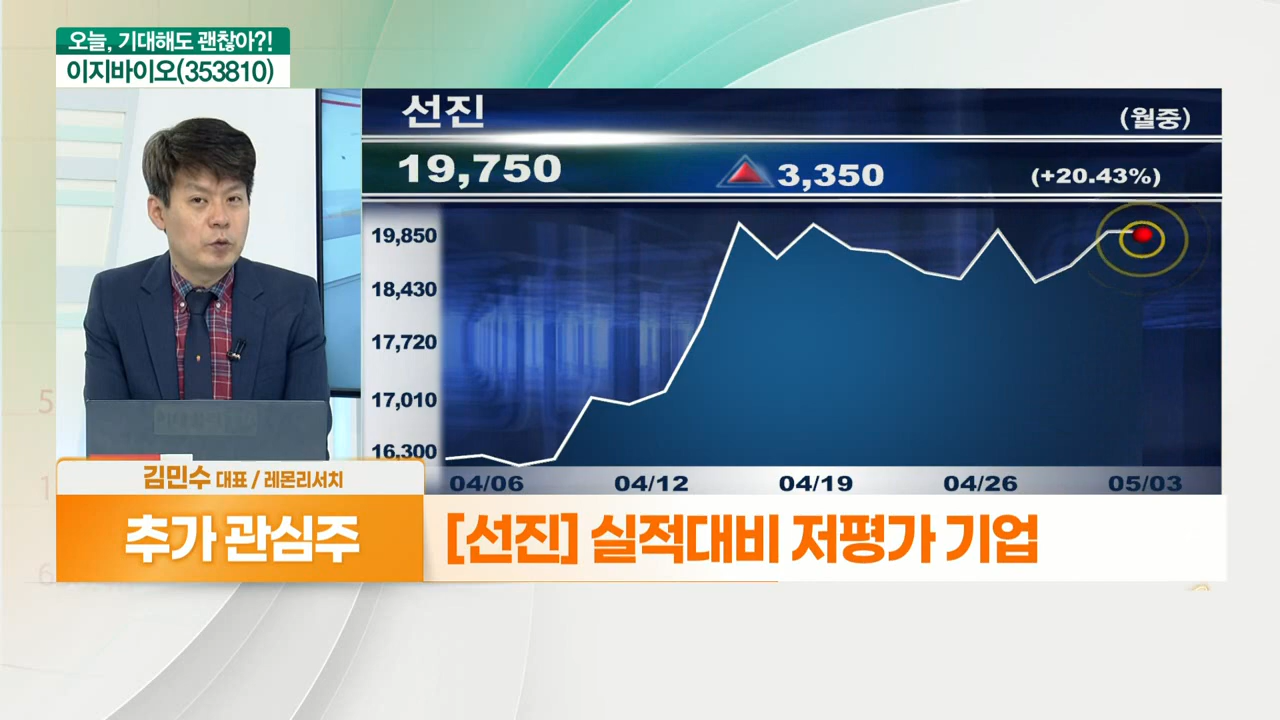 오늘, 기대해도 괜찮아?!
이지바이오(353810)
선진
(월중)
19,750
3,350
(+20.43%)
19,850
18,430
17,720
17,010
16,300
04/06
04/12
04/19
04/26
05/03
김민수 대표 / 레몬리서치
추가 관심주
[선진] 실적대비 저평가 기업
5
1
6